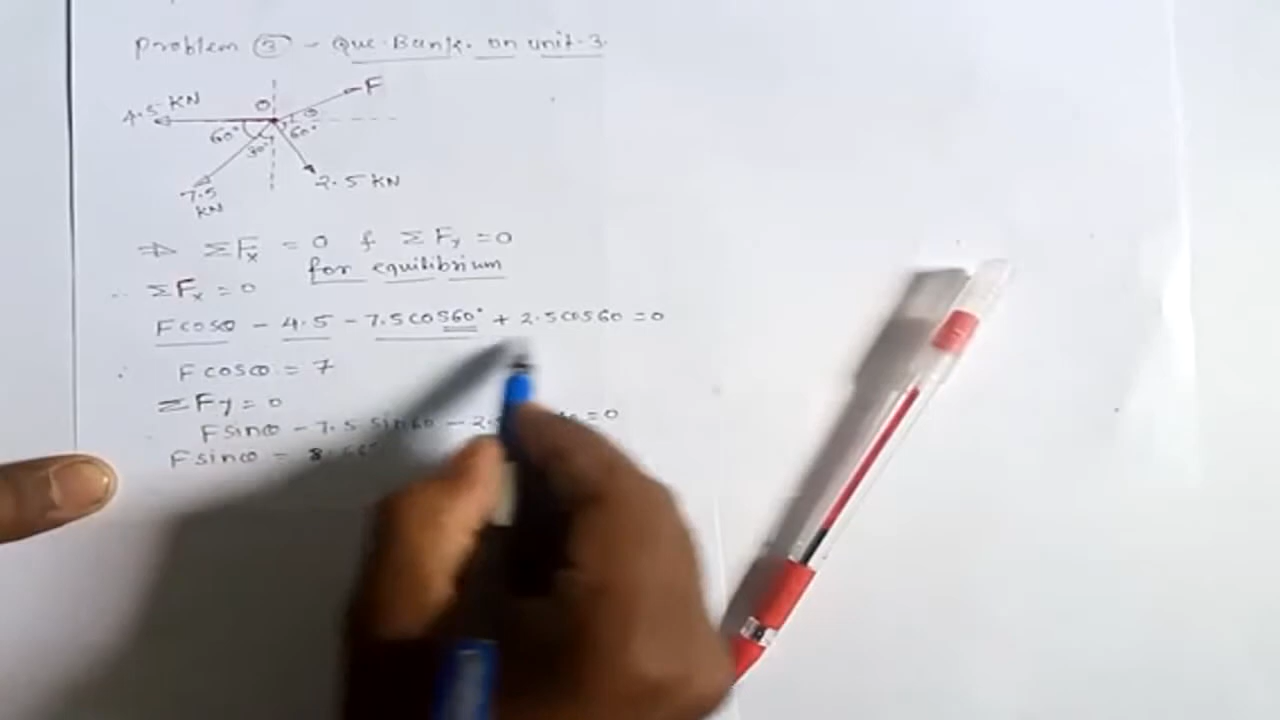 Problem ③ - Que. Bank. on unit-3.
F
4.5 KN
O
θ
60°
60°
30°
2.5 KN
7.5
KN
⇒ ΣFx = 0 & ΣFy = 0
for equilibrium
∴ ΣFx = 0
Fcosθ - 4.5 - 7.5cos60° + 2.5cos60 = 0
∴ Fcosθ = 7
ΣFy = 0
Fsinθ - 7.5 sin60 - 2. =0
Fsinθ =